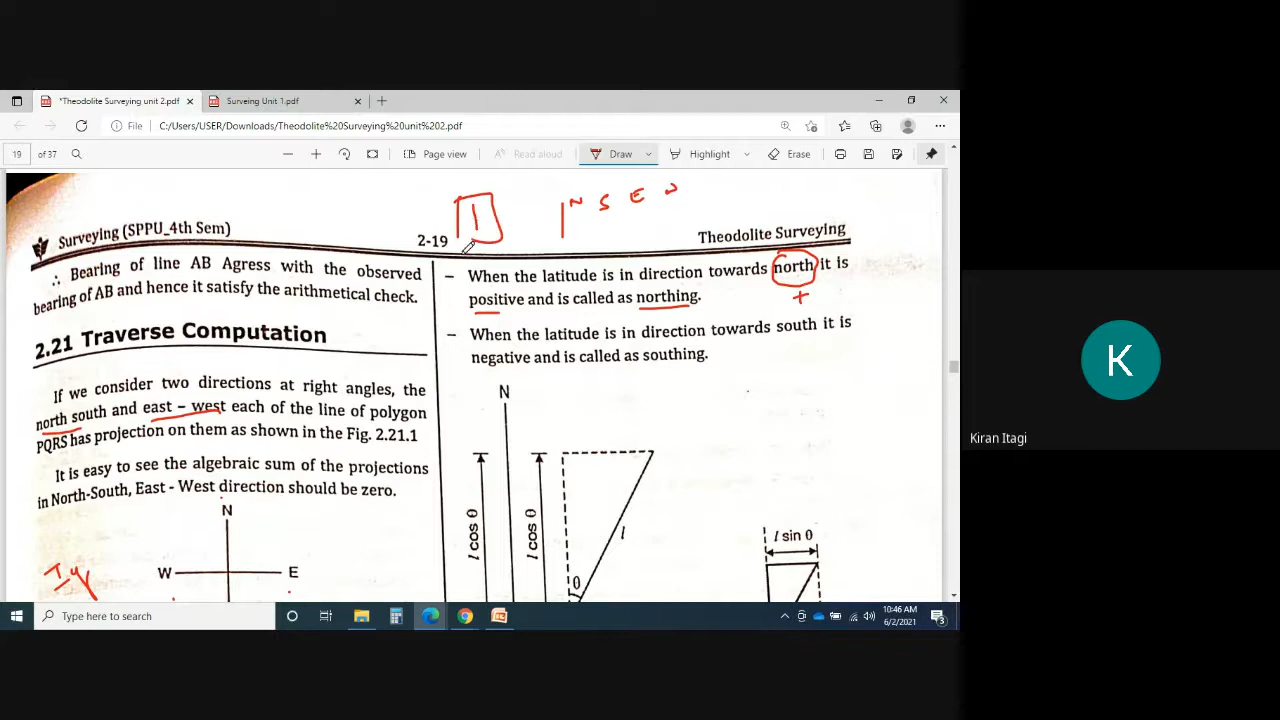 *Theodolite Surveying unit 2.pdf
Surveing Unit 1.pdf
File
C:/Users/USER/Downloads/Theodolite%20Surveying%20unit%202.pdf
19 of 37
Page view
Read aloud
Draw
Highlight
Erase
1
N S E W
Surveying (SPPU_4th Sem)
2-19
Theodolite Surveying
∴ Bearing of line AB Agress with the observed
bearing of AB and hence it satisfy the arithmetical check.
2.21 Traverse Computation
If we consider two directions at right angles, the
north south and east – west each of the line of polygon
PQRS has projection on them as shown in the Fig. 2.21.1
It is easy to see the algebraic sum of the projections
in North-South, East - West direction should be zero.
N
W
E
– When the latitude is in direction towards north it is
positive and is called as northing.
+
– When the latitude is in direction towards south it is
negative and is called as southing.
N
l cos θ
l cos θ
l
θ
l sin θ
K
Kiran Itagi
Type here to search
10:46 AM
6/2/2021
3